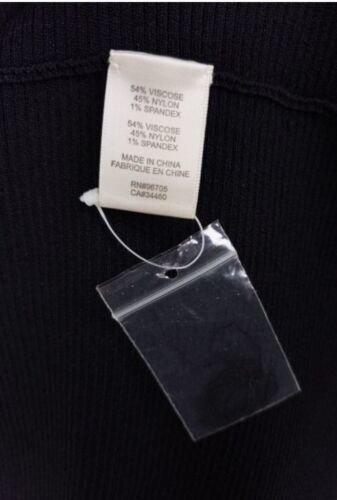 54% VISCOSE
45% NYLON
1% SPANDEX
54% VISCOSE
45% NYLON
1% SPANDEX
MADE IN CHINA
FABRIQUE EN CHINE
RN#96705
CA#34460